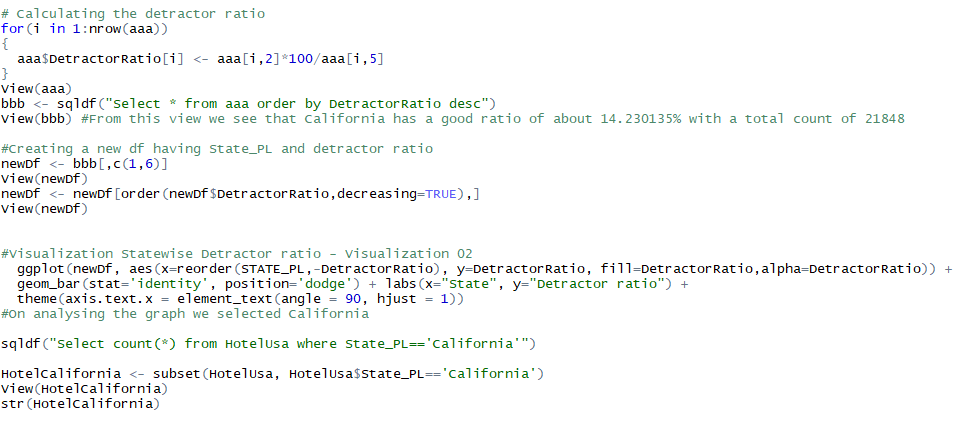 # Calculating the detractor ratio
for(i in 1:nrow(aaa))
{
  aaa$DetractorRatio[i] <- aaa[i,2]*100/aaa[i,5]
}
View(aaa)
bbb <- sqldf("Select * from aaa order by DetractorRatio desc")
View(bbb) #From this view we see that California has a good ratio of about 14.230135% with a total count of 21848
#Creating a new df having State_PL and detractor ratio
newDf <- bbb[,c(1,6)]
View(newDf)
newDf <- newDf[order(newDf$DetractorRatio,decreasing=TRUE),]
View(newDf)
#Visualization Statewise Detractor ratio - Visualization 02
  ggplot(newDf, aes(x=reorder(STATE_PL,-DetractorRatio), y=DetractorRatio, fill=DetractorRatio,alpha=DetractorRatio)) +
  geom_bar(stat='identity', position='dodge') + labs(x="State", y="Detractor ratio") +
  theme(axis.text.x = element_text(angle = 90, hjust = 1))
#On analysing the graph we selected California
sqldf("Select count(*) from HotelUsa where State_PL=='California'")
HotelCalifornia <- subset(HotelUsa, HotelUsa$State_PL=='California')
View(HotelCalifornia)
str(HotelCalifornia)